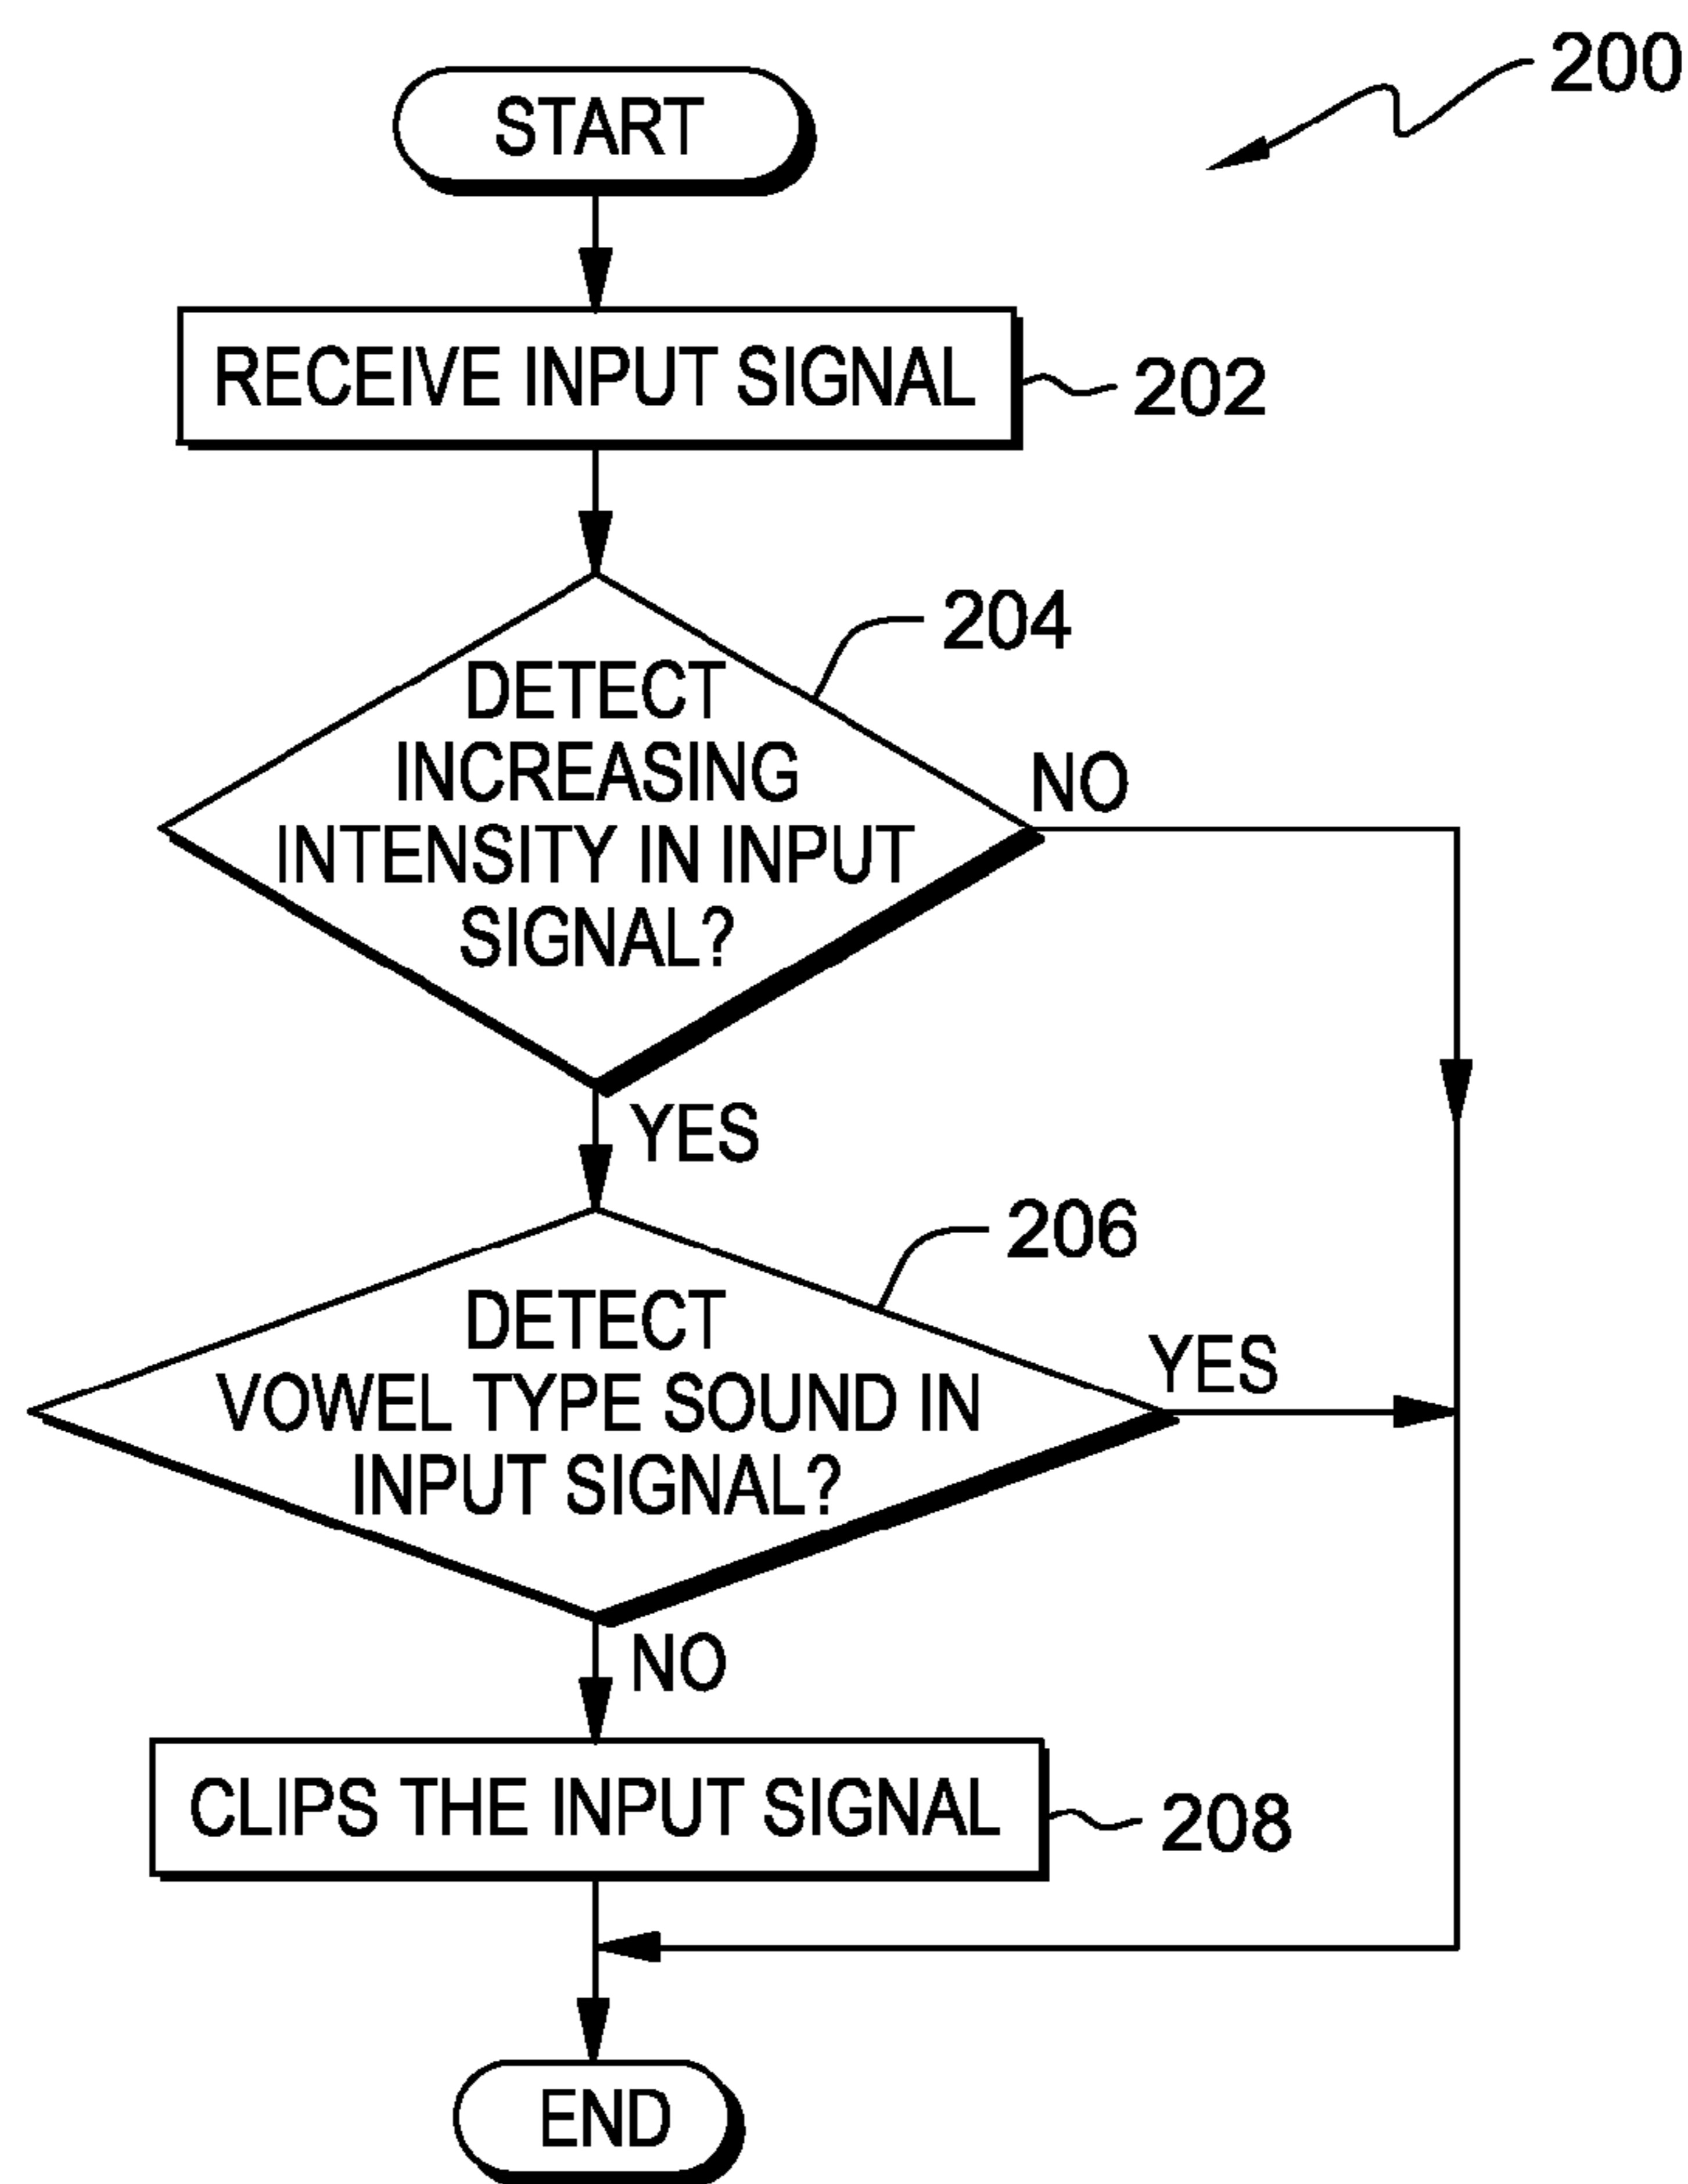 200
START
RECEIVE INPUT SIGNAL
202
204
DETECT
INCREASING
INTENSITY IN INPUT
SIGNAL?
NO
YES
206
DETECT
VOWEL TYPE SOUND IN
INPUT SIGNAL?
YES
NO
CLIPS THE INPUT SIGNAL
208
END